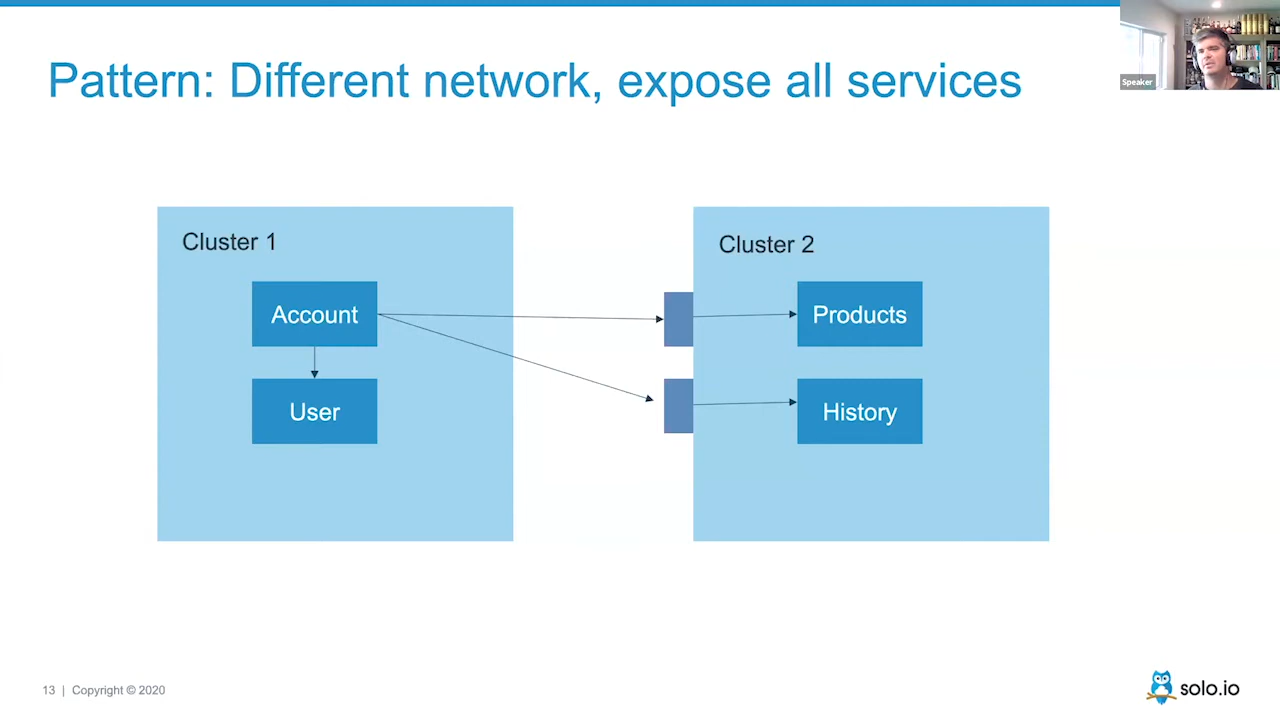 Pattern: Different network, expose all services
Speaker
Cluster 1
Account
User
Cluster 2
Products
History
13 | Copyright © 2020
solo.io